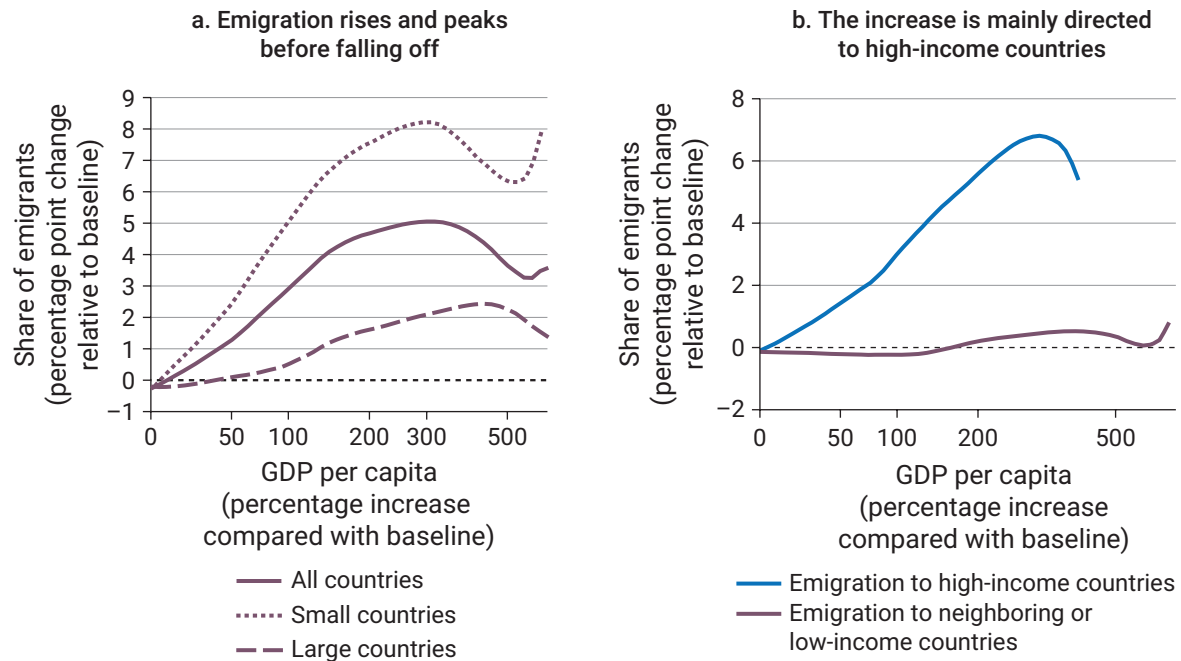 a. Emigration rises and peaks
before falling off
Share of emigrants
(percentage point change
relative to baseline)
9
8
7
6
5
4
3
2
1
0
−1
0 50 100 200 300 500
GDP per capita
(percentage increase
compared with baseline)
All countries
Small countries
Large countries
b. The increase is mainly directed
to high-income countries
Share of emigrants
(percentage point change
relative to baseline)
8
6
4
2
0
−2
0 50 100 200 500
GDP per capita
(percentage increase
compared with baseline)
Emigration to high-income countries
Emigration to neighboring or
low-income countries